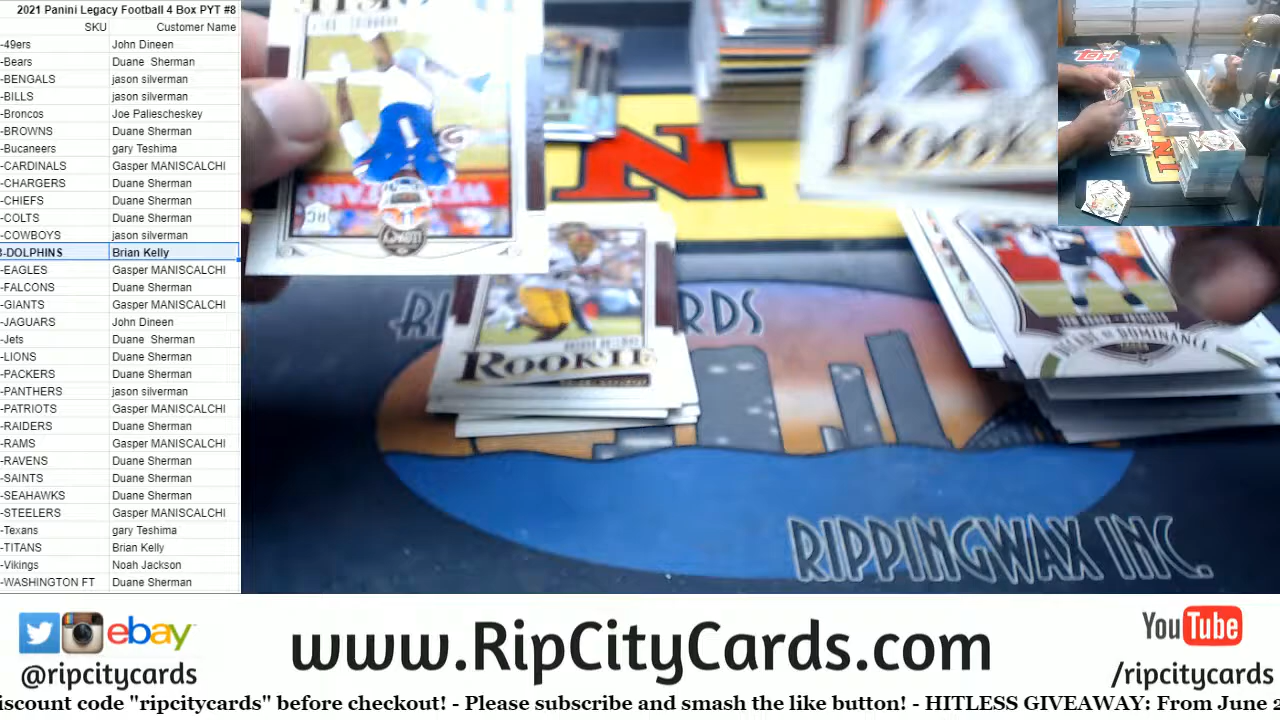 2021 Panini Legacy Football 4 Box PYT #8
SKU Customer Name
-49ers John Dineen
-Bears Duane Sherman
-BENGALS jason silverman
-BILLS jason silverman
-Broncos Joe Paliescheskey
-BROWNS Duane Sherman
-Bucaneers gary Teshima
-CARDINALS Gasper MANISCALCHI
-CHARGERS Duane Sherman
-CHIEFS Duane Sherman
-COLTS Duane Sherman
-COWBOYS jason silverman
-DOLPHINS Brian Kelly
-EAGLES Gasper MANISCALCHI
-FALCONS Duane Sherman
-GIANTS Gasper MANISCALCHI
-JAGUARS John Dineen
-Jets Duane Sherman
-LIONS Duane Sherman
-PACKERS Duane Sherman
-PANTHERS jason silverman
-PATRIOTS Gasper MANISCALCHI
-RAIDERS Duane Sherman
-RAMS Gasper MANISCALCHI
-RAVENS Duane Sherman
-SAINTS Duane Sherman
-SEAHAWKS Duane Sherman
-STEELERS Gasper MANISCALCHI
-Texans gary Teshima
-TITANS Brian Kelly
-Vikings Noah Jackson
-WASHINGTON FT Duane Sherman
RC
ROOKIE
ROOKIE
DOMINANCE
PANINI
RIPPINGWAX INC.
ebay
@ripcitycards
www.RipCityCards.com
YouTube
/ripcitycards
iscount code "ripcitycards" before checkout! - Please subscribe and smash the like button! - HITLESS GIVEAWAY: From June 2